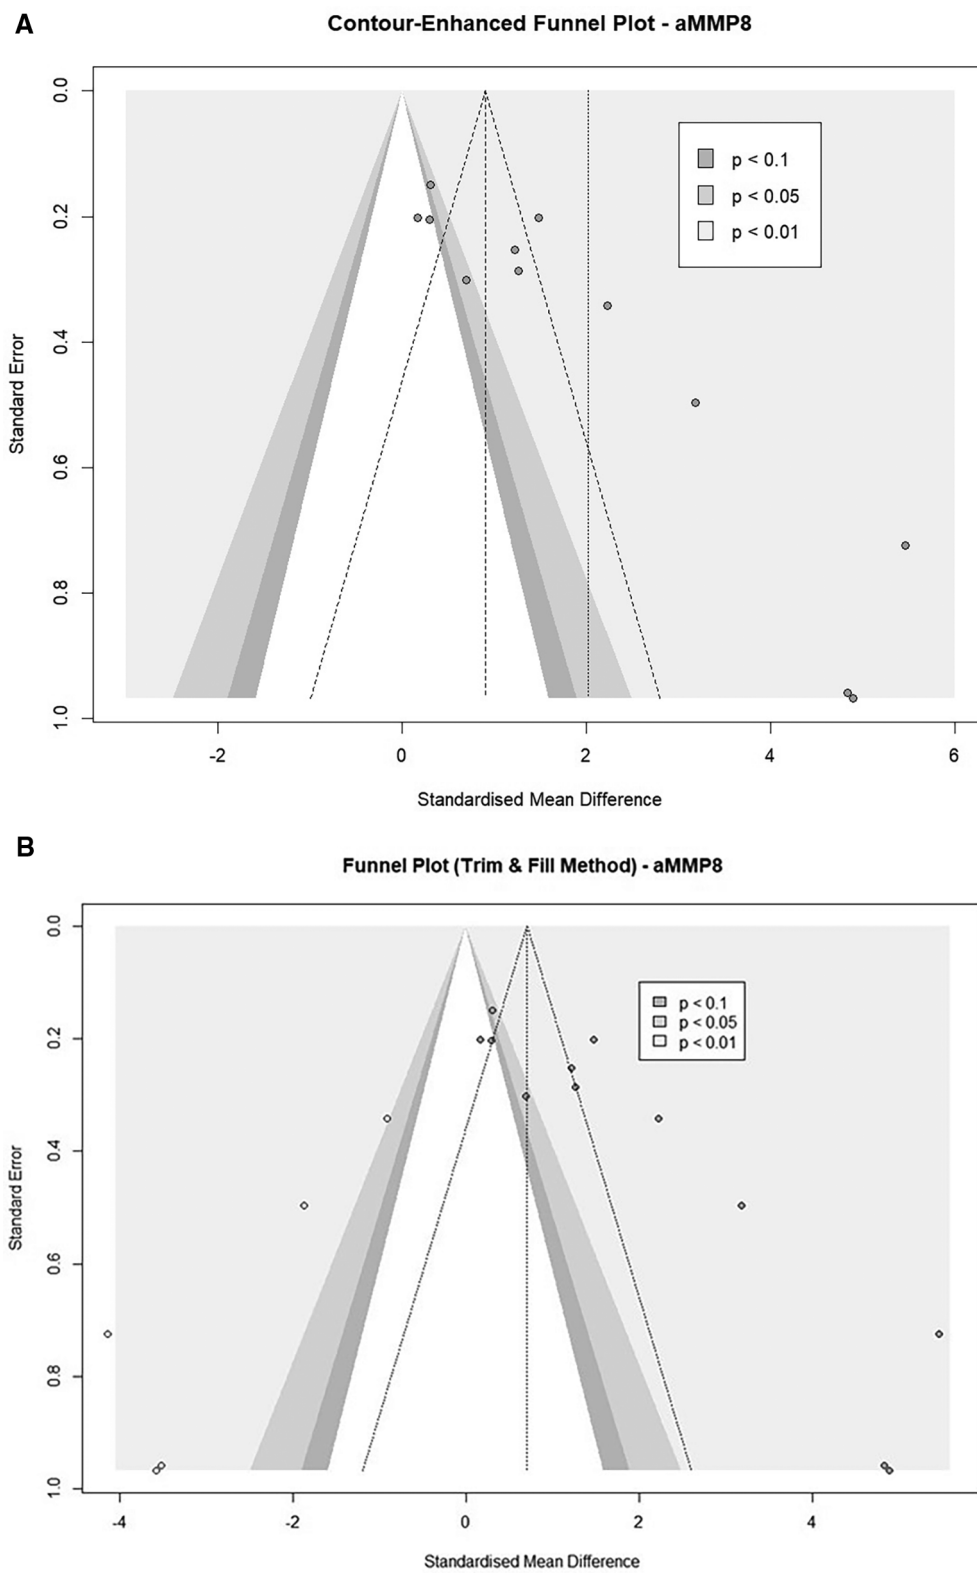 A
Contour-Enhanced Funnel Plot - aMMP8
0.0
0.2
0.4
0.6
0.8
1.0
Standard Error
p < 0.1
p < 0.05
p < 0.01
-2 0 2 4 6
Standardised Mean Difference
B
Funnel Plot (Trim & Fill Method) - aMMP8
0.0
0.2
0.4
0.6
0.8
1.0
Standard Error
p < 0.1
p < 0.05
p < 0.01
-4 -2 0 2 4
Standardised Mean Difference